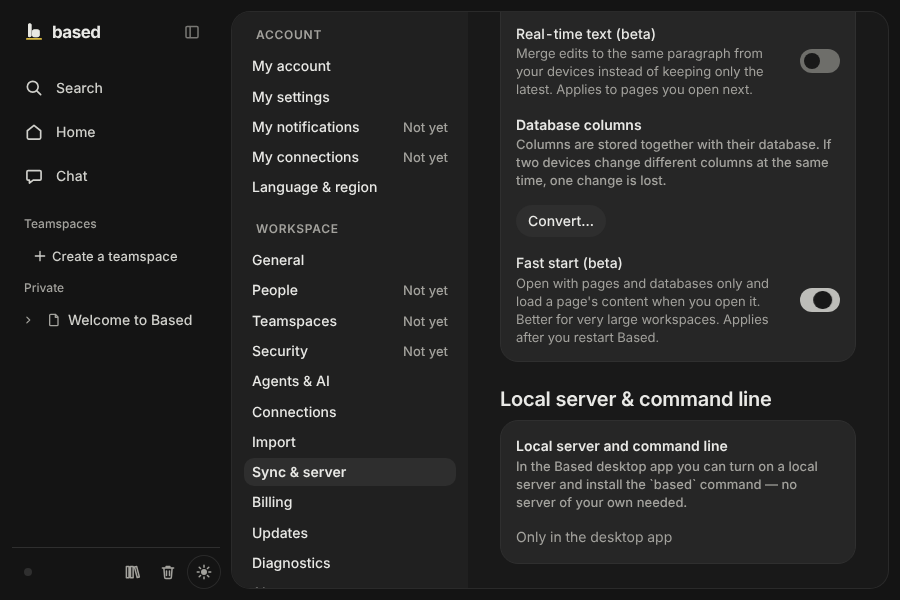 based
Search
Home
Chat
Teamspaces
Create a teamspace
Private
Welcome to Based
ACCOUNT
My account
My settings
My notifications Not yet
My connections Not yet
Language & region
WORKSPACE
General
People Not yet
Teamspaces Not yet
Security Not yet
Agents & AI
Connections
Import
Sync & server
Billing
Updates
Diagnostics
Real-time text (beta)
Merge edits to the same paragraph from
your devices instead of keeping only the
latest. Applies to pages you open next.
Database columns
Columns are stored together with their database. If
two devices change different columns at the same
time, one change is lost.
Convert...
Fast start (beta)
Open with pages and databases only and
load a page's content when you open it.
Better for very large workspaces. Applies
after you restart Based.
Local server & command line
Local server and command line
In the Based desktop app you can turn on a local
server and install the `based` command — no
server of your own needed.
Only in the desktop app